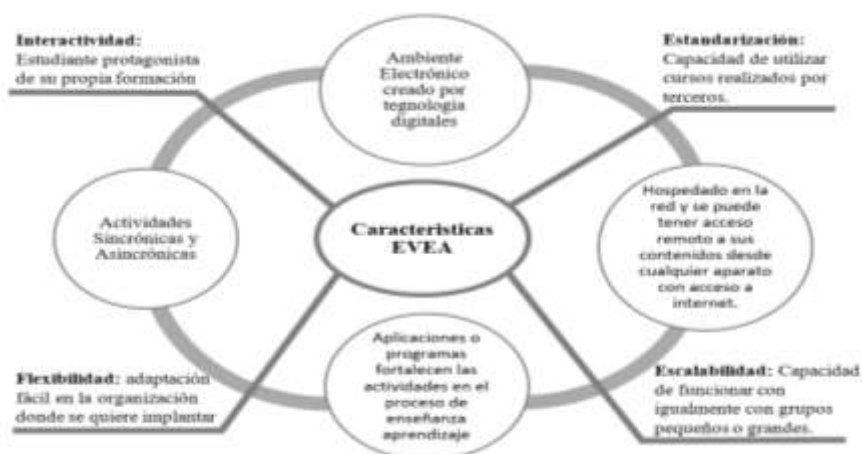 Interactividad:
Estudiante protagonista
de su propia formación
Ambiente
Electrónico
creado por
tegnología
digitales
Estandarización:
Capacidad de utilizar
cursos realizados por
terceros.
Actividades
Sincrónicas y
Asincrónicas
Caracteristicas
EVEA
Hospedado en la
red y se puede
tener acceso
remoto a sus
contenidos desde
cualquier aparato
con acceso a
internet.
Flexibilidad: adaptación
fácil en la organización
donde se quiere implantar
Aplicaciones o
programas
fortalecen las
actividades en el
proceso de
enseñanza
aprendizaje
Escalabilidad: Capacidad
de funcionar con
igualmente con grupos
pequeños o grandes.